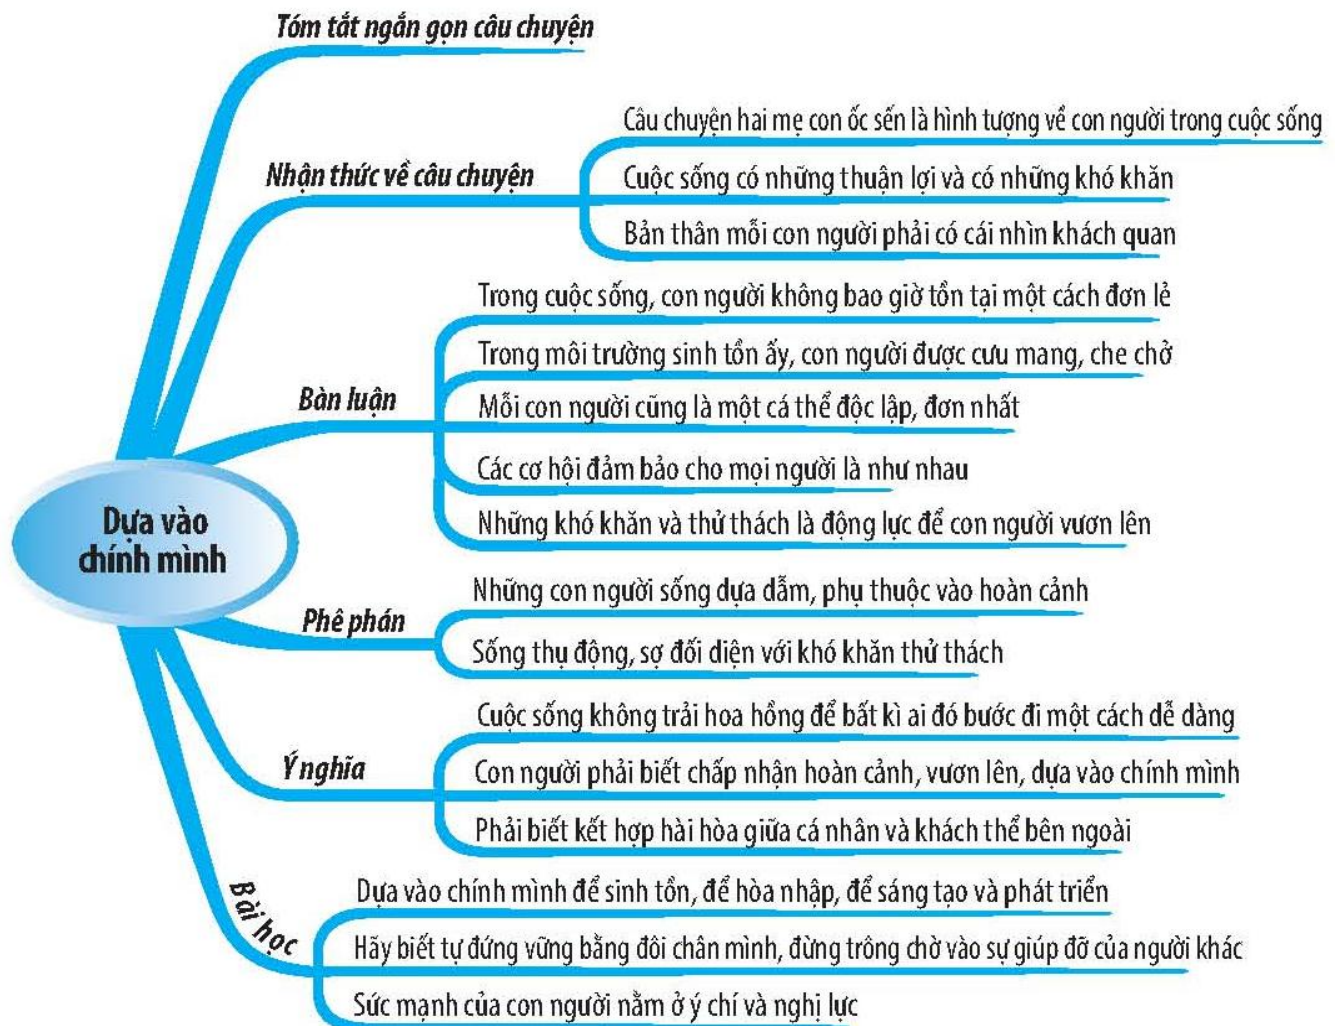 Tóm tắt ngắn gọn câu chuyện
Nhận thức về câu chuyện
Câu chuyện hai mẹ con ốc sến là hình tượng về con người trong cuộc sống
Cuộc sống có những thuận lợi và có những khó khăn
Bản thân mỗi con người phải có cái nhìn khách quan
Bàn luận
Trong cuộc sống, con người không bao giờ tồn tại một cách đơn lẻ
Trong môi trường sinh tồn ấy, con người được cưu mang, che chở
Mỗi con người cũng là một cá thể độc lập, đơn nhất
Các cơ hội đảm bảo cho mọi người là như nhau
Những khó khăn và thử thách là động lực để con người vươn lên
Dựa vào
chính mình
Phê phán
Những con người sống dựa dẫm, phụ thuộc vào hoàn cảnh
Sống thụ động, sợ đối diện với khó khăn thử thách
Ý nghĩa
Cuộc sống không trải hoa hồng để bất kì ai đó bước đi một cách dễ dàng
Con người phải biết chấp nhận hoàn cảnh, vươn lên, dựa vào chính mình
Phải biết kết hợp hài hòa giữa cá nhân và khách thể bên ngoài
Bài học
Dựa vào chính mình để sinh tồn, để hòa nhập, để sáng tạo và phát triển
Hãy biết tự đứng vững bằng đôi chân mình, đừng trông chờ vào sự giúp đỡ của người khác
Sức mạnh của con người nằm ở ý chí và nghị lực